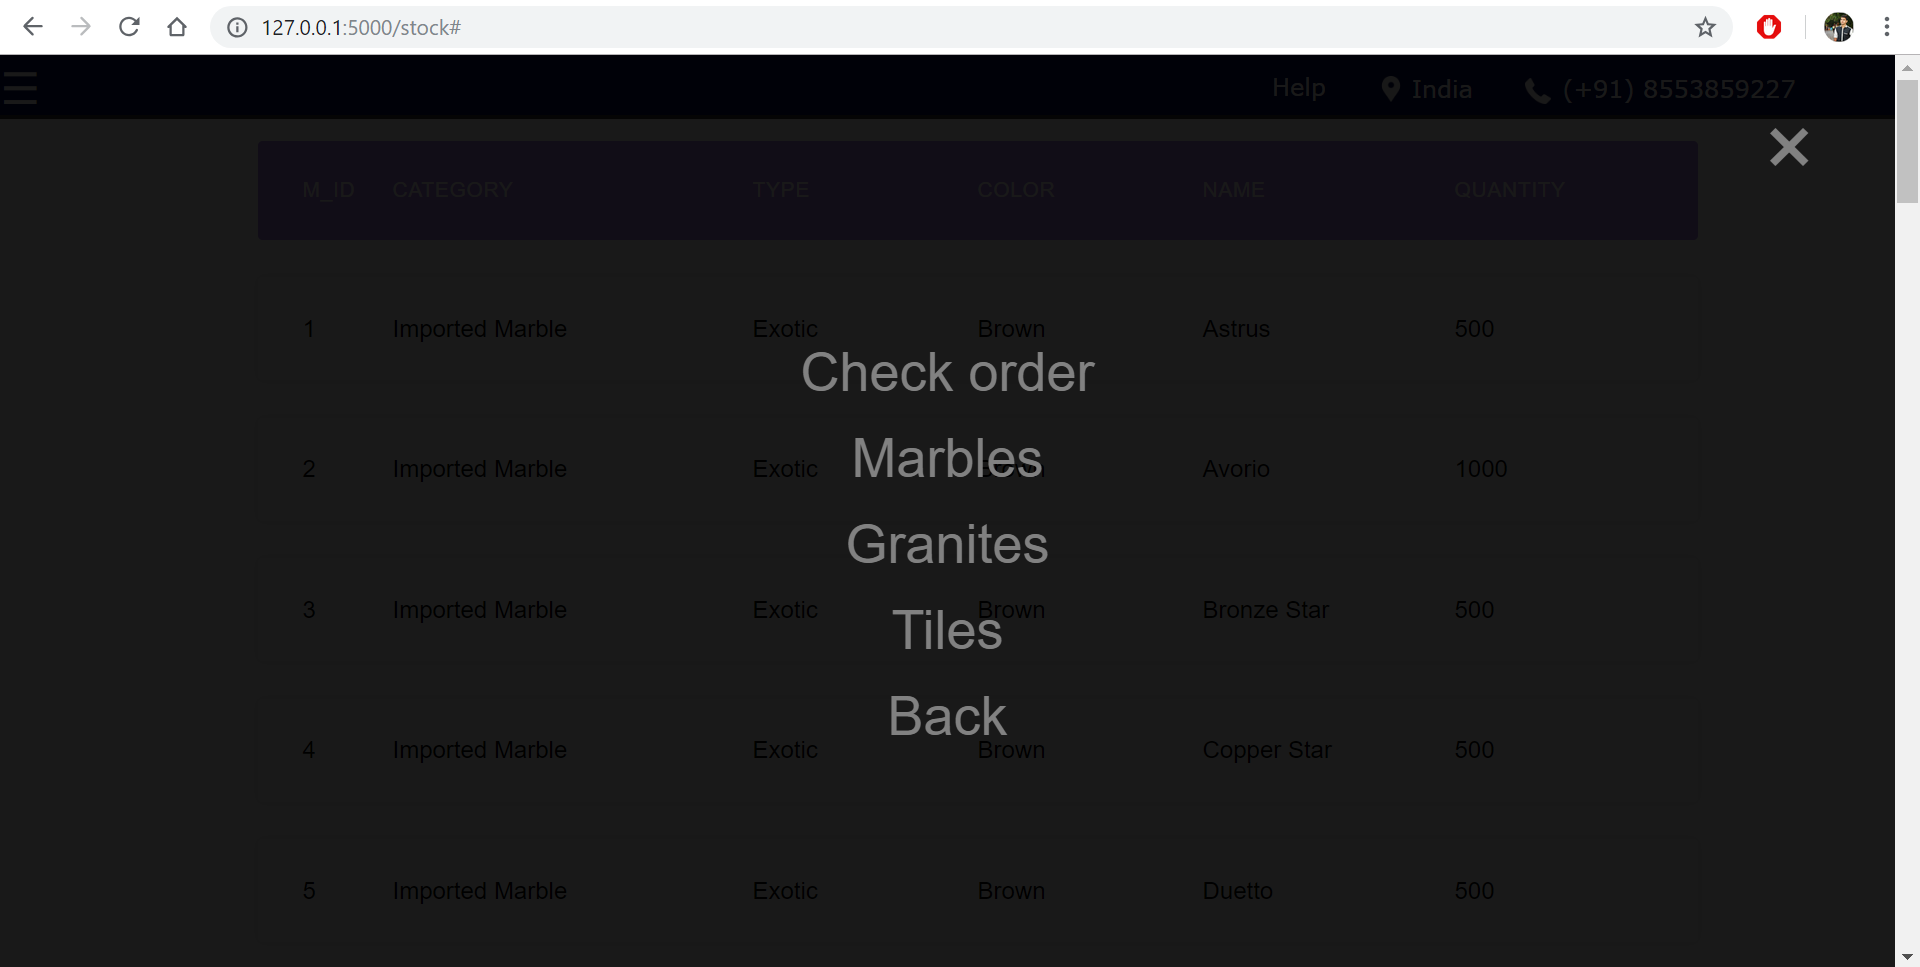 127.0.0.1:5000/stock#
Help India (+91) 8553859227
M_ID CATEGORY TYPE COLOR NAME QUANTITY
1 Imported Marble Exotic Brown Astrus 500
Check order
Marbles
2 Imported Marble Exotic Brown Avorio 1000
Granites
3 Imported Marble Exotic Brown Bronze Star 500
Tiles
Back
4 Imported Marble Exotic Brown Copper Star 500
5 Imported Marble Exotic Brown Duetto 500